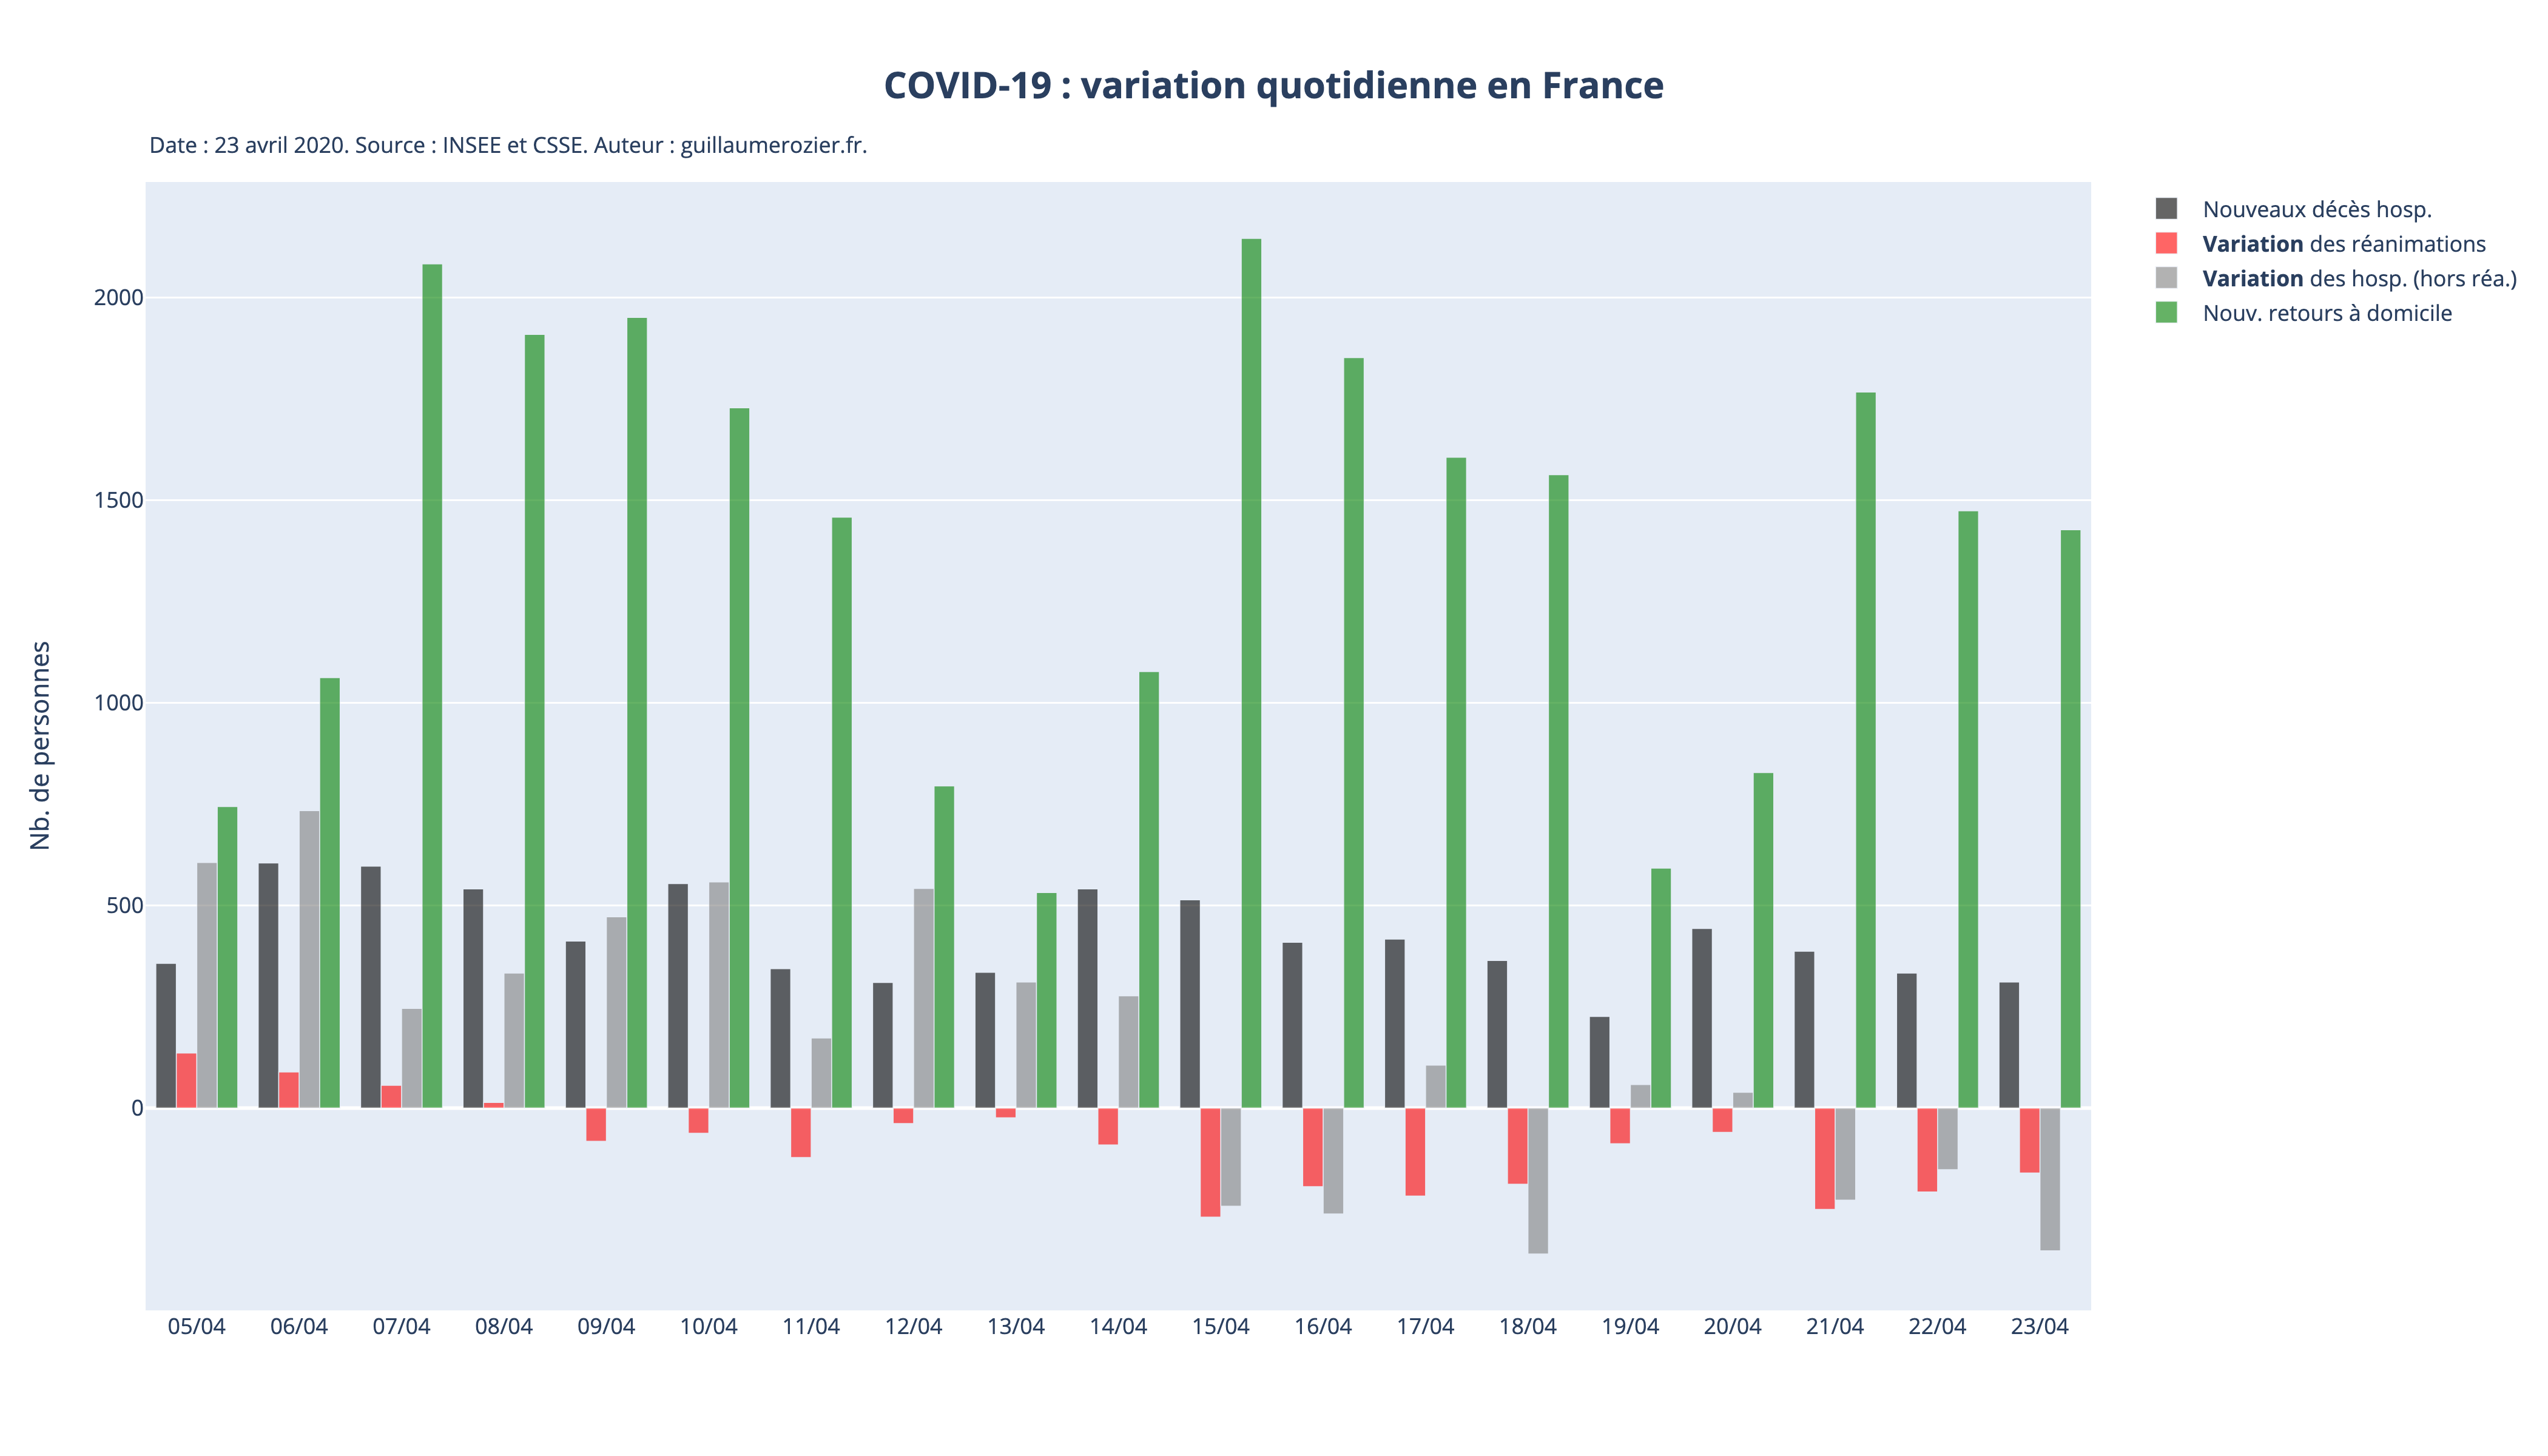 COVID-19 : variation quotidienne en France
Date : 23 avril 2020. Source : INSEE et CSSE. Auteur : guillaumerozier.fr.
Nouveaux décès hosp.
Variation des réanimations
Variation des hosp. (hors réa.)
Nouv. retours à domicile
Nb. de personnes
2000
1500
1000
500
0
05/04 06/04 07/04 08/04 09/04 10/04 11/04 12/04 13/04 14/04 15/04 16/04 17/04 18/04 19/04 20/04 21/04 22/04 23/04